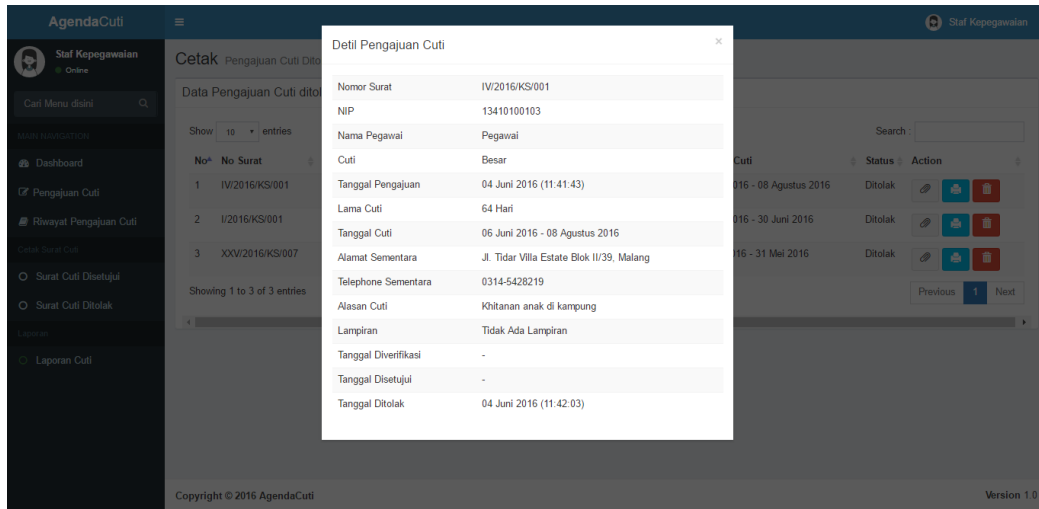 AgendaCuti
Staf Kepegawaian
Staf Kepegawaian
Online
Cari Menu disini
MAIN NAVIGATION
Dashboard
Pengajuan Cuti
Riwayat Pengajuan Cuti
Cetak Surat Cuti
Surat Cuti Disetujui
Surat Cuti Ditolak
Laporan
Laporan Cuti
Cetak Pengajuan Cuti Dito
Data Pengajuan Cuti ditol
Show 10 entries
Search :
No No Surat Cuti Status Action
1 IV/2016/KS/001 016 - 08 Agustus 2016 Ditolak
2 I/2016/KS/001 016 - 30 Juni 2016 Ditolak
3 XXV/2016/KS/007 016 - 31 Mei 2016 Ditolak
Showing 1 to 3 of 3 entries
Previous 1 Next
Detil Pengajuan Cuti ×
Nomor Surat IV/2016/KS/001
NIP 13410100103
Nama Pegawai Pegawai
Cuti Besar
Tanggal Pengajuan 04 Juni 2016 (11:41:43)
Lama Cuti 64 Hari
Tanggal Cuti 06 Juni 2016 - 08 Agustus 2016
Alamat Sementara Jl. Tidar Villa Estate Blok II/39, Malang
Telephone Sementara 0314-5428219
Alasan Cuti Khitanan anak di kampung
Lampiran Tidak Ada Lampiran
Tanggal Diverifikasi -
Tanggal Disetujui -
Tanggal Ditolak 04 Juni 2016 (11:42:03)
Copyright © 2016 AgendaCuti
Version 1.0